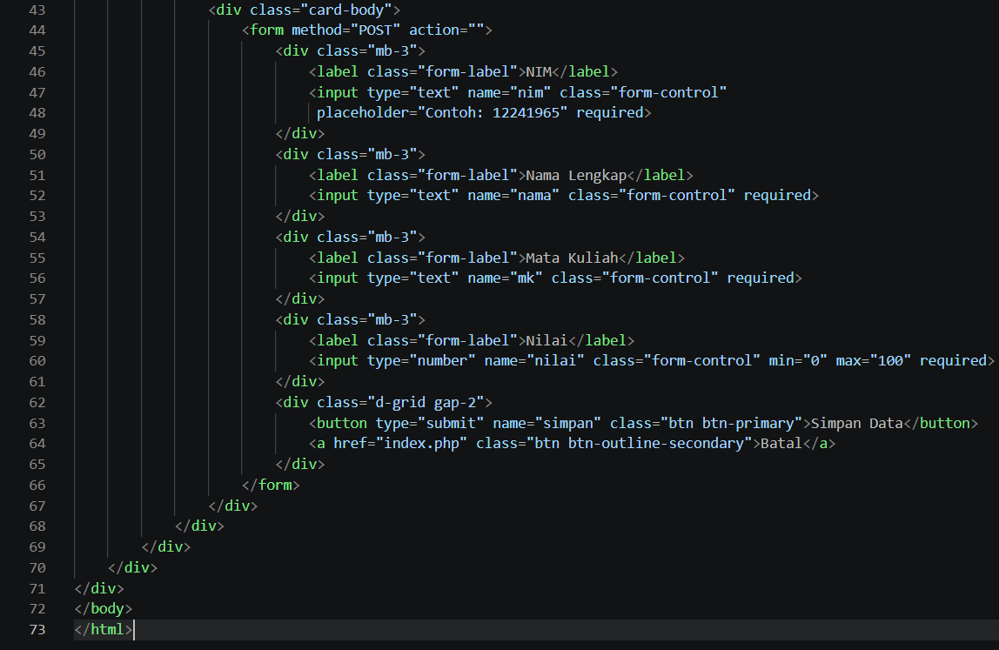 43 <div class="card-body">
44 <form method="POST" action="">
45 <div class="mb-3">
46 <label class="form-label">NIM</label>
47 <input type="text" name="nim" class="form-control"
48 placeholder="Contoh: 12241965" required>
49 </div>
50 <div class="mb-3">
51 <label class="form-label">Nama Lengkap</label>
52 <input type="text" name="nama" class="form-control" required>
53 </div>
54 <div class="mb-3">
55 <label class="form-label">Mata Kuliah</label>
56 <input type="text" name="mk" class="form-control" required>
57 </div>
58 <div class="mb-3">
59 <label class="form-label">Nilai</label>
60 <input type="number" name="nilai" class="form-control" min="0" max="100" required>
61 </div>
62 <div class="d-grid gap-2">
63 <button type="submit" name="simpan" class="btn btn-primary">Simpan Data</button>
64 <a href="index.php" class="btn btn-outline-secondary">Batal</a>
65 </div>
66 </form>
67 </div>
68 </div>
69 </div>
70 </div>
71 </div>
72 </body>
73 </html>